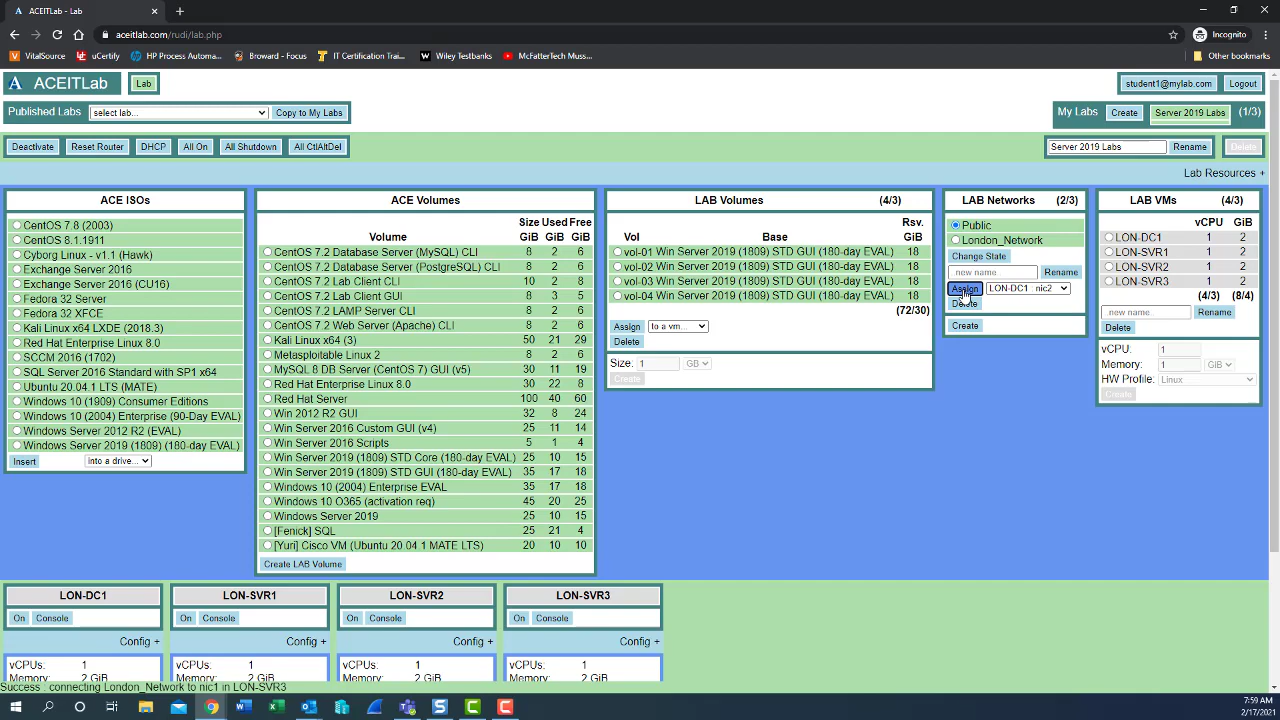 ACEITLab - Lab
aceitlab.com/rudi/lab.php
Incognito
VitalSource
uCertify
HP Process Automa...
Broward - Focus
IT Certification Trai...
Wiley Testbanks
McFatterTech Muss...
Other bookmarks
ACEITLab
Lab
student1@mylab.com
Logout
Published Labs
select lab...
Copy to My Labs
My Labs
Create
Server 2019 Labs
(1/3)
Deactivate
Reset Router
DHCP
All On
All Shutdown
All CtlAltDel
Server 2019 Labs
Rename
Delete
Lab Resources +
ACE ISOs
CentOS 7.8 (2003)
CentOS 8.1.1911
Cyborg Linux - v1.1 (Hawk)
Exchange Server 2016
Exchange Server 2016 (CU16)
Fedora 32 Server
Fedora 32 XFCE
Kali Linux x64 LXDE (2018.3)
Red Hat Enterprise Linux 8.0
SCCM 2016 (1702)
SQL Server 2016 Standard with SP1 x64
Ubuntu 20.04.1 LTS (MATE)
Windows 10 (1909) Consumer Editions
Windows 10 (2004) Enterprise (90-Day EVAL)
Windows Server 2012 R2 (EVAL)
Windows Server 2019 (1809) (180-day EVAL)
Insert
into a drive...
ACE Volumes
Size Used Free
Volume GiB GiB GiB
CentOS 7.2 Database Server (MySQL) CLI 8 2 6
CentOS 7.2 Database Server (PostgreSQL) CLI 8 2 6
CentOS 7.2 Lab Client CLI 10 2 8
CentOS 7.2 Lab Client GUI 8 3 5
CentOS 7.2 LAMP Server CLI 8 2 6
CentOS 7.2 Web Server (Apache) CLI 8 2 6
Kali Linux x64 (3) 50 21 29
Metasploitable Linux 2 8 2 6
MySQL 8 DB Server (CentOS 7) GUI (v5) 30 11 19
Red Hat Enterprise Linux 8.0 30 22 8
Red Hat Server 100 40 60
Win 2012 R2 GUI 32 8 24
Win Server 2016 Custom GUI (v4) 25 11 14
Win Server 2016 Scripts 5 1 4
Win Server 2019 (1809) STD Core (180-day EVAL) 25 10 15
Win Server 2019 (1809) STD GUI (180-day EVAL) 35 17 18
Windows 10 (2004) Enterprise EVAL 35 17 18
Windows 10 O365 (activation req) 45 20 25
Windows Server 2019 25 10 15
[Fenick] SQL 25 21 4
[Yuri] Cisco VM (Ubuntu 20.04 1 MATE LTS) 20 10 10
Create LAB Volume
LAB Volumes (4/3)
Rsv.
Vol Base GiB
vol-01 Win Server 2019 (1809) STD GUI (180-day EVAL) 18
vol-02 Win Server 2019 (1809) STD GUI (180-day EVAL) 18
vol-03 Win Server 2019 (1809) STD GUI (180-day EVAL) 18
vol-04 Win Server 2019 (1809) STD GUI (180-day EVAL) 18
(72/30)
Assign
to a vm...
Delete
Size: 1 GB
Create
LAB Networks (2/3)
Public
London_Network
Change State
new name
Rename
Assign
LON-DC1 : nic2
Delete
Create
LAB VMs (4/3)
vCPU GiB
LON-DC1 1 2
LON-SVR1 1 2
LON-SVR2 1 2
LON-SVR3 1 2
(4/3) (8/4)
new name
Rename
Delete
vCPU: 1
Memory: 1 GiB
HW Profile: Linux
Create
LON-DC1
On Console
Config +
vCPUs: 1
Memory: 2 GiB
LON-SVR1
On Console
Config +
vCPUs: 1
Memory: 2 GiB
LON-SVR2
On Console
Config +
vCPUs: 1
Memory: 2 GiB
LON-SVR3
On Console
Config +
vCPUs: 1
Memory: 2 GiB
Success : connecting London_Network to nic1 in LON-SVR3
7:59 AM
2/17/2021